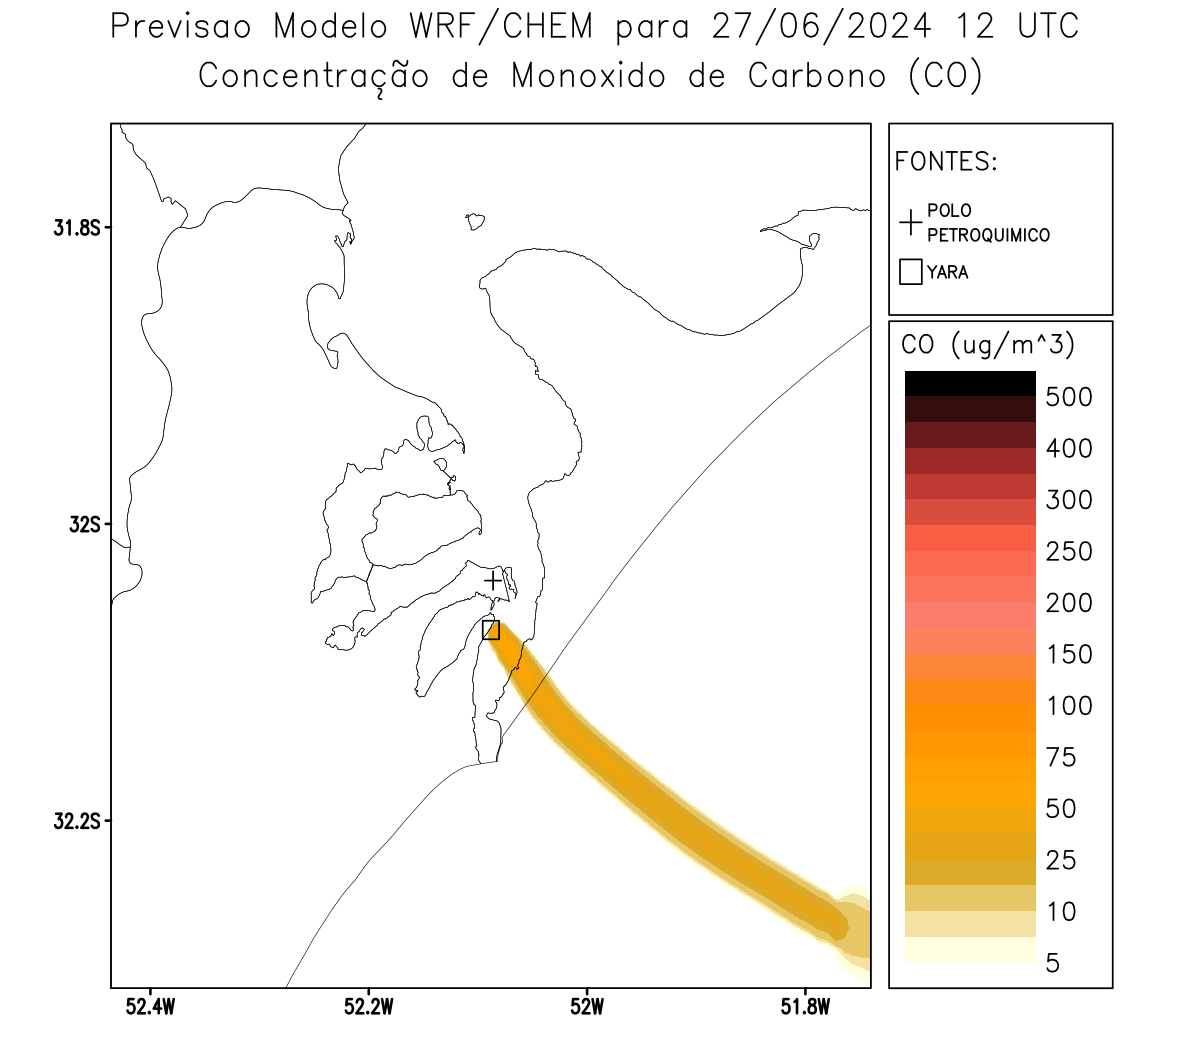 Previsao Modelo WRF/CHEM para 27/06/2024 12 UTC
Concentração de Monoxido de Carbono (CO)
FONTES:
POLO
PETROQUIMICO
YARA
CO (ug/m^3)
500
400
300
250
200
150
100
75
50
25
10
5
31.8S
32S
32.2S
52.4W
52.2W
52W
51.8W